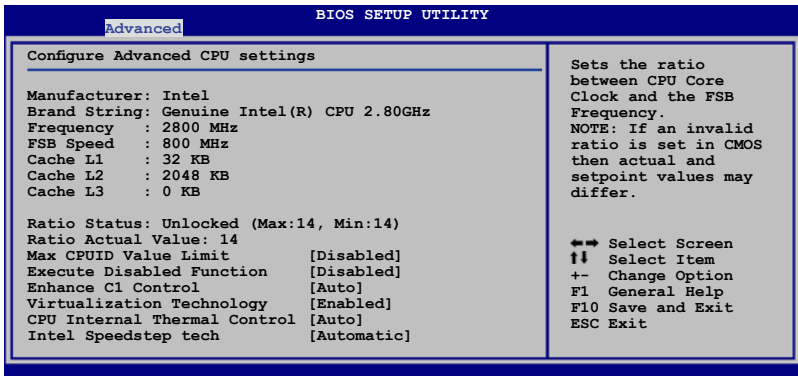 BIOS SETUP UTILITY
Advanced
Configure Advanced CPU settings
Manufacturer: Intel
Brand String: Genuine Intel(R) CPU 2.80GHz
Frequency : 2800 MHz
FSB Speed : 800 MHz
Cache L1 : 32 KB
Cache L2 : 2048 KB
Cache L3 : 0 KB
Ratio Status: Unlocked (Max:14, Min:14)
Ratio Actual Value: 14
Max CPUID Value Limit [Disabled]
Execute Disabled Function [Disabled]
Enhance C1 Control [Auto]
Virtualization Technology [Enabled]
CPU Internal Thermal Control [Auto]
Intel Speedstep tech [Automatic]
Sets the ratio
between CPU Core
Clock and the FSB
Frequency.
NOTE: If an invalid
ratio is set in CMOS
then actual and
setpoint values may
differ.
←→ Select Screen
↑↓ Select Item
+- Change Option
F1 General Help
F10 Save and Exit
ESC Exit